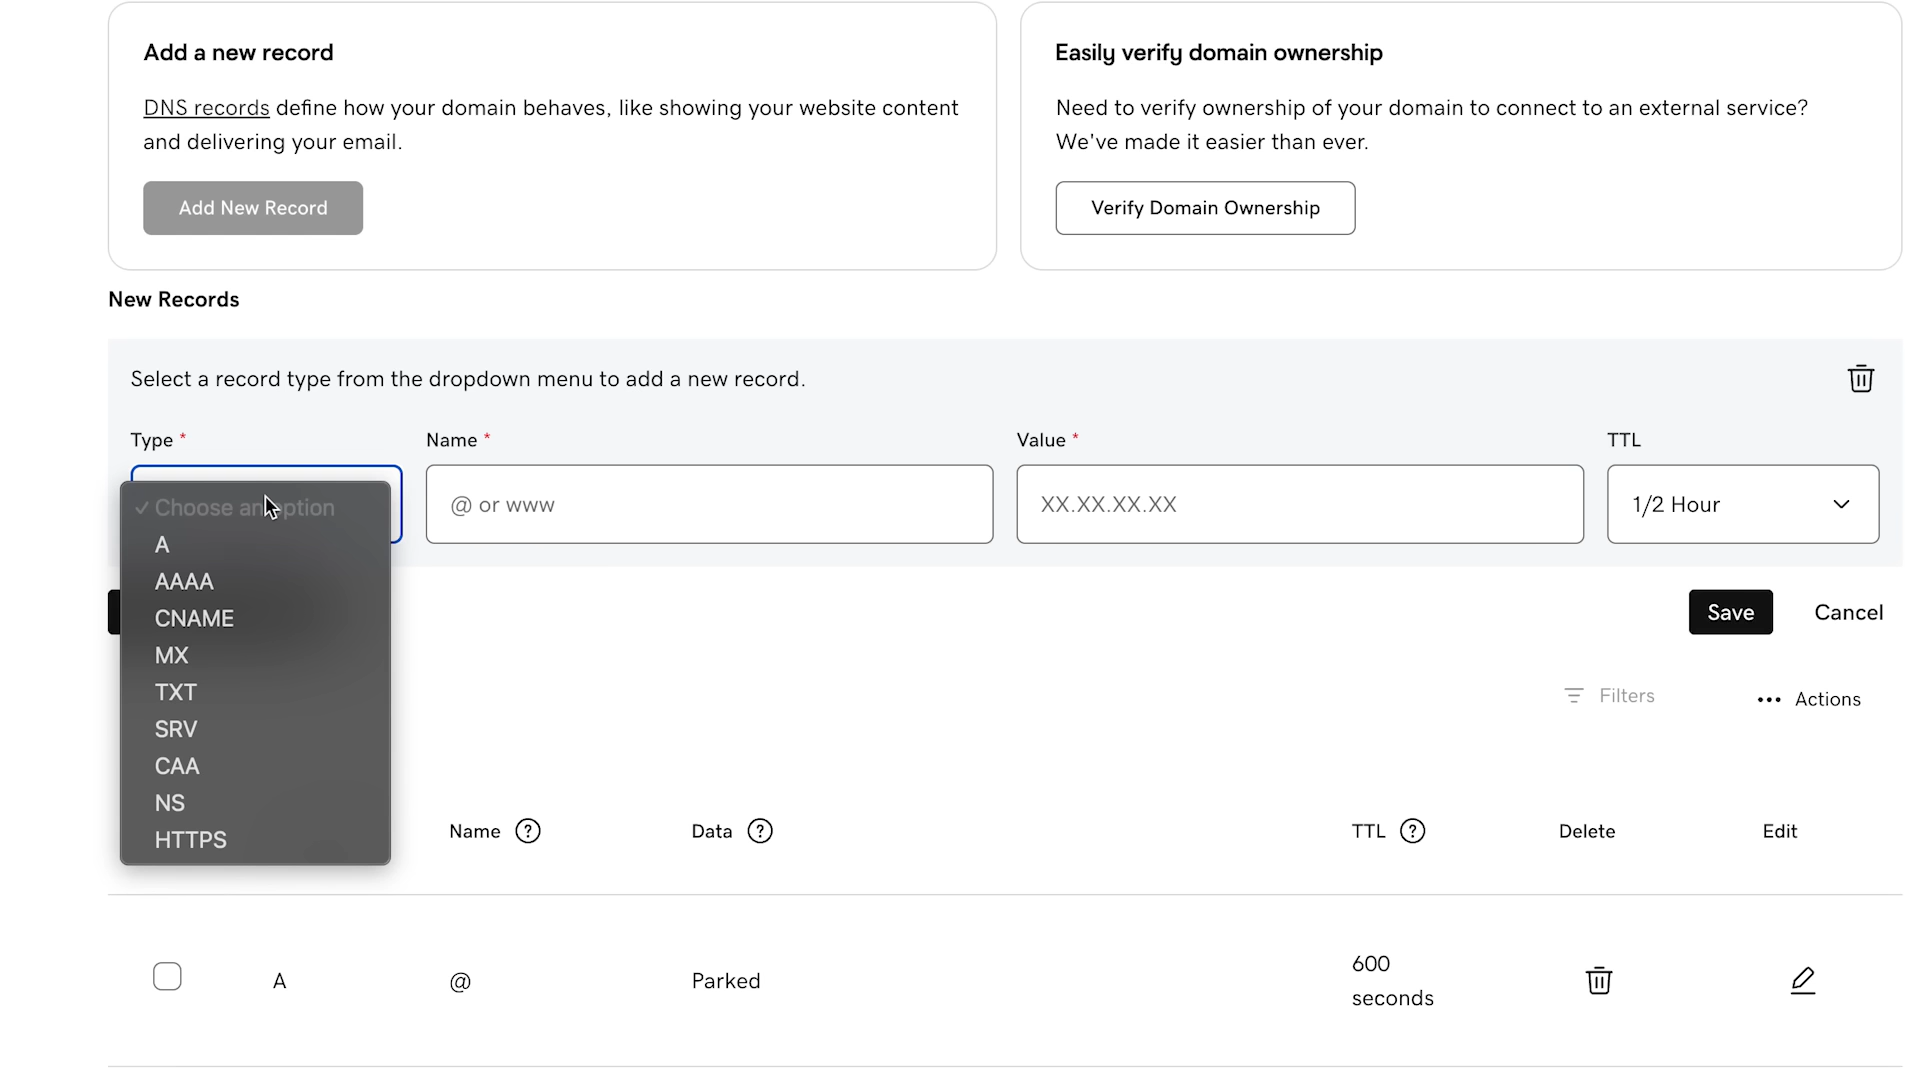 Add a new record
DNS records define how your domain behaves, like showing your website content
and delivering your email.
Add New Record
Easily verify domain ownership
Need to verify ownership of your domain to connect to an external service?
We've made it easier than ever.
Verify Domain Ownership
New Records
Select a record type from the dropdown menu to add a new record.
Type *
Name *
Value *
TTL
✓ Choose an option
@ or www
XX.XX.XX.XX
1/2 Hour
A
AAAA
CNAME
MX
TXT
SRV
CAA
NS
HTTPS
Save
Cancel
Filters
Actions
Name
Data
TTL
Delete
Edit
A
@
Parked
600
seconds